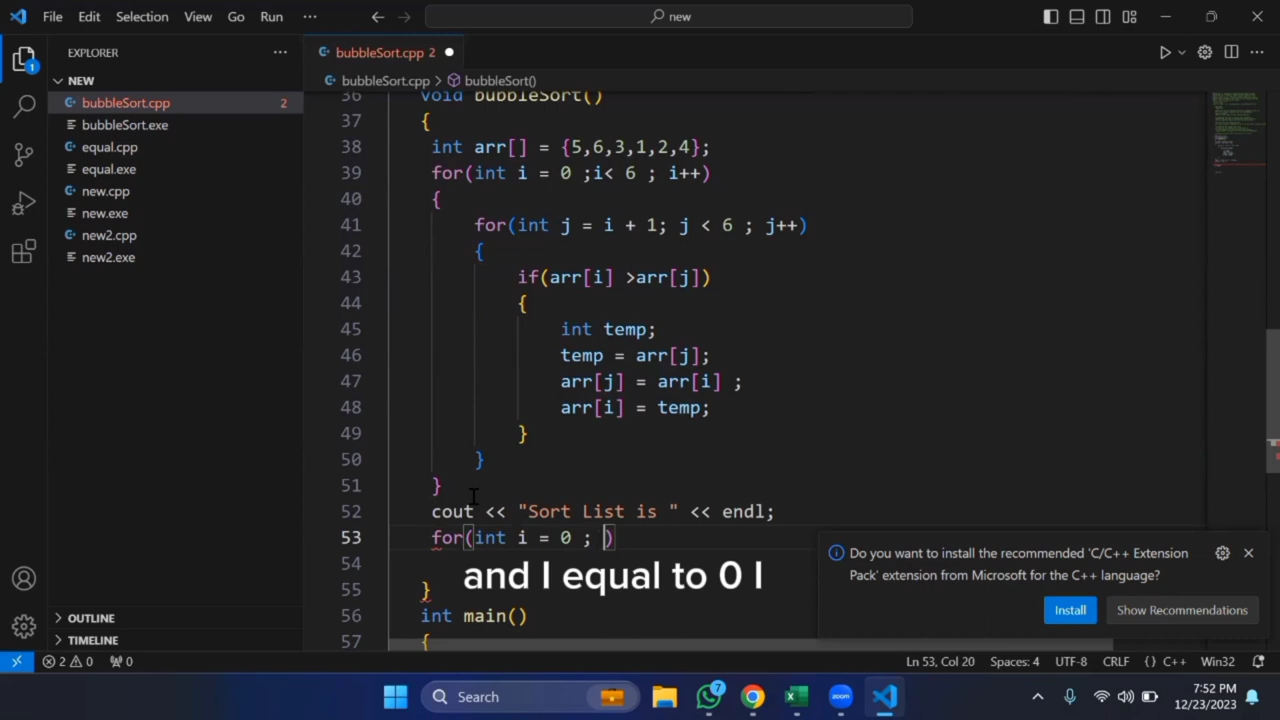 File Edit Selection View Go Run ··· new
EXPLORER ···
bubbleSort.cpp 2
NEW
bubbleSort.cpp > bubbleSort()
bubbleSort.cpp 2
bubbleSort.exe
equal.cpp
equal.exe
new.cpp
new.exe
new2.cpp
new2.exe
OUTLINE
TIMELINE
1
36 void bubbleSort()
37 {
38 int arr[] = {5,6,3,1,2,4};
39 for(int i = 0 ;i< 6 ; i++)
40 {
41 for(int j = i + 1; j < 6 ; j++)
42 {
43 if(arr[i] >arr[j])
44 {
45 int temp;
46 temp = arr[j];
47 arr[j] = arr[i] ;
48 arr[i] = temp;
49 }
50 }
51 }
52 cout << "Sort List is " << endl;
53 for(int i = 0 ; )
54
55 }
56 int main()
57 {
and I equal to 0 I
Do you want to install the recommended 'C/C++ Extension
Pack' extension from Microsoft for the C++ language?
Install Show Recommendations
2 0 0 Ln 53, Col 20 Spaces: 4 UTF-8 CRLF {} C++ Win32
Search 7 zoom 7:52 PM
12/23/2023